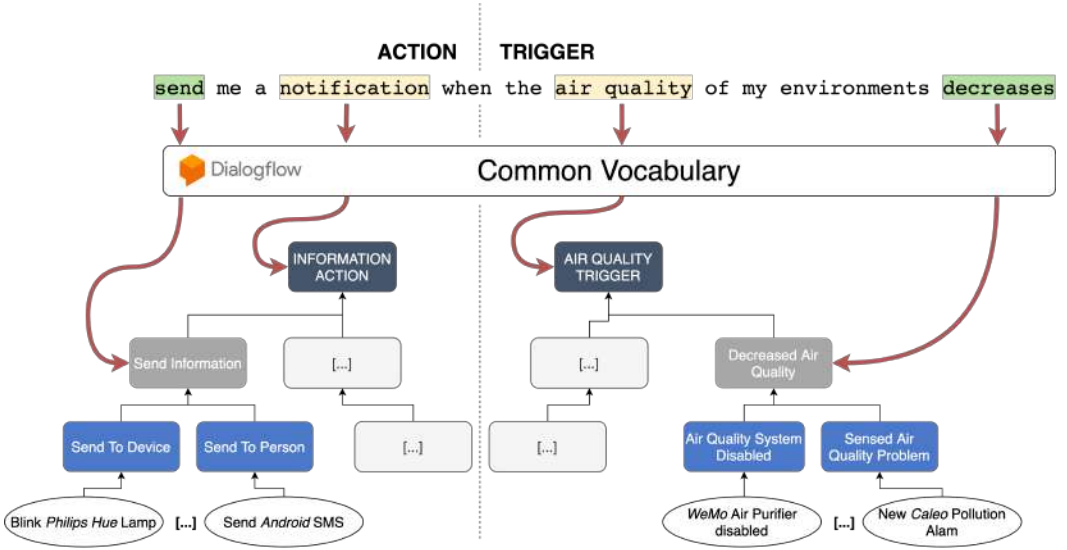 ACTION TRIGGER
send me a notification when the air quality of my environments decreases
Dialogflow Common Vocabulary
INFORMATION
ACTION
AIR QUALITY
TRIGGER
Send Information
[...]
[...]
Decreased Air
Quality
Send To Device
Send To Person
[...]
[...]
Air Quality System
Disabled
Sensed Air
Quality Problem
Blink Philips Hue Lamp
[...]
Send Android SMS
WeMo Air Purifier
disabled
[...]
New Caleo Pollution
Alam